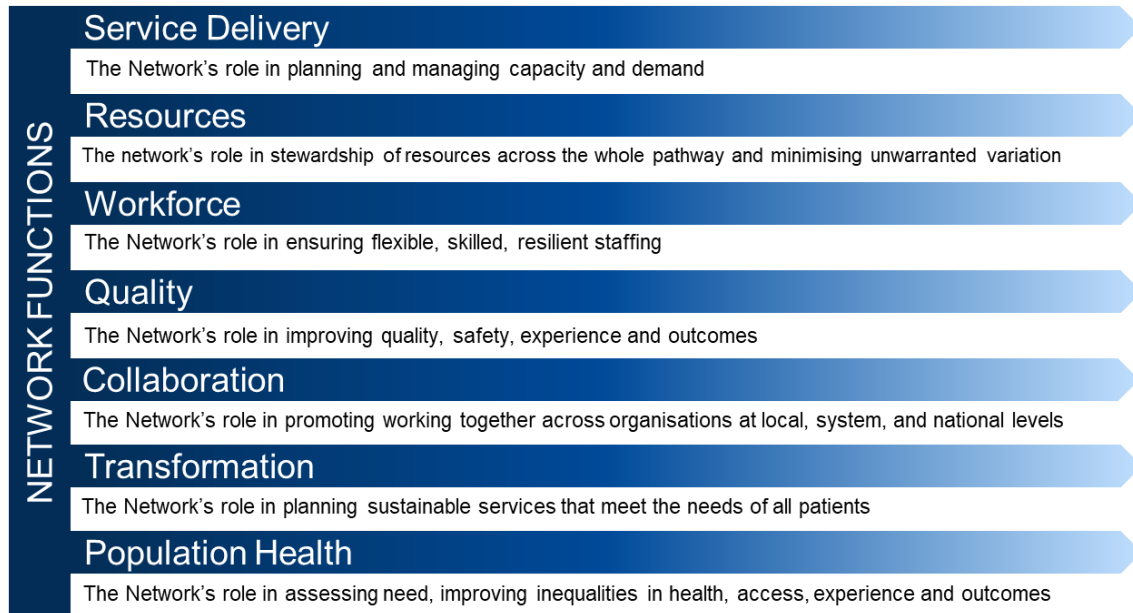 NETWORK FUNCTIONS
Service Delivery
The Network’s role in planning and managing capacity and demand
Resources
The network’s role in stewardship of resources across the whole pathway and minimising unwarranted variation
Workforce
The Network’s role in ensuring flexible, skilled, resilient staffing
Quality
The Network’s role in improving quality, safety, experience and outcomes
Collaboration
The Network’s role in promoting working together across organisations at local, system, and national levels
Transformation
The Network’s role in planning sustainable services that meet the needs of all patients
Population Health
The Network’s role in assessing need, improving inequalities in health, access, experience and outcomes